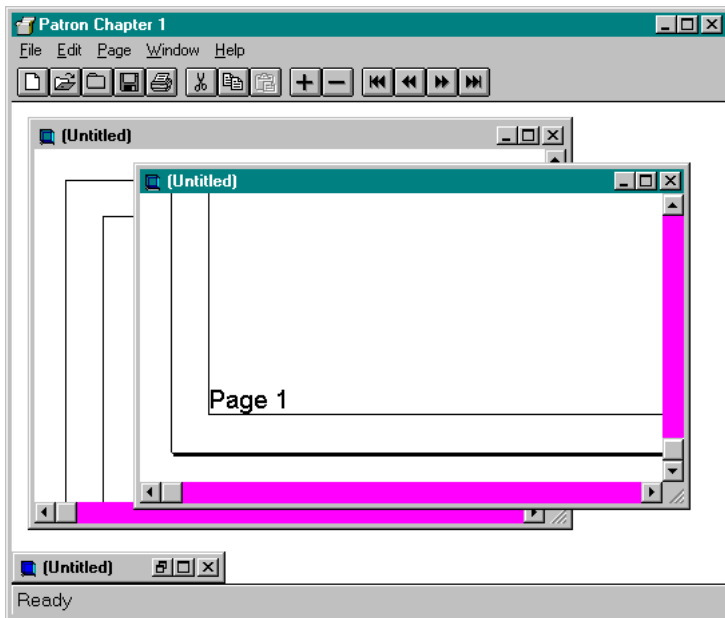 Patron Chapter 1
File Edit Page Window Help
(Untitled)
(Untitled)
Page 1
(Untitled)
Ready